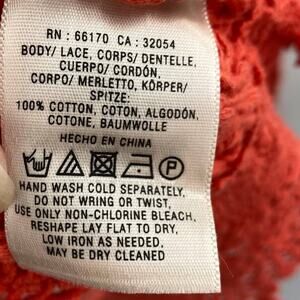 RN : 66170 CA : 32054
BODY/ LACE, CORPS/ DENTELLE,
CUERPO/ CORDÓN,
CORPO/ MERLETTO, KÖRPER/
SPITZE:
100% COTTON, COTON, ALGODÓN,
COTONE, BAUMWOLLE
HECHO EN CHINA
P
HAND WASH COLD SEPARATELY.
DO NOT WRING OR TWIST.
USE ONLY NON-CHLORINE BLEACH.
RESHAPE LAY FLAT TO DRY.
LOW IRON AS NEEDED.
MAY BE DRY CLEANED